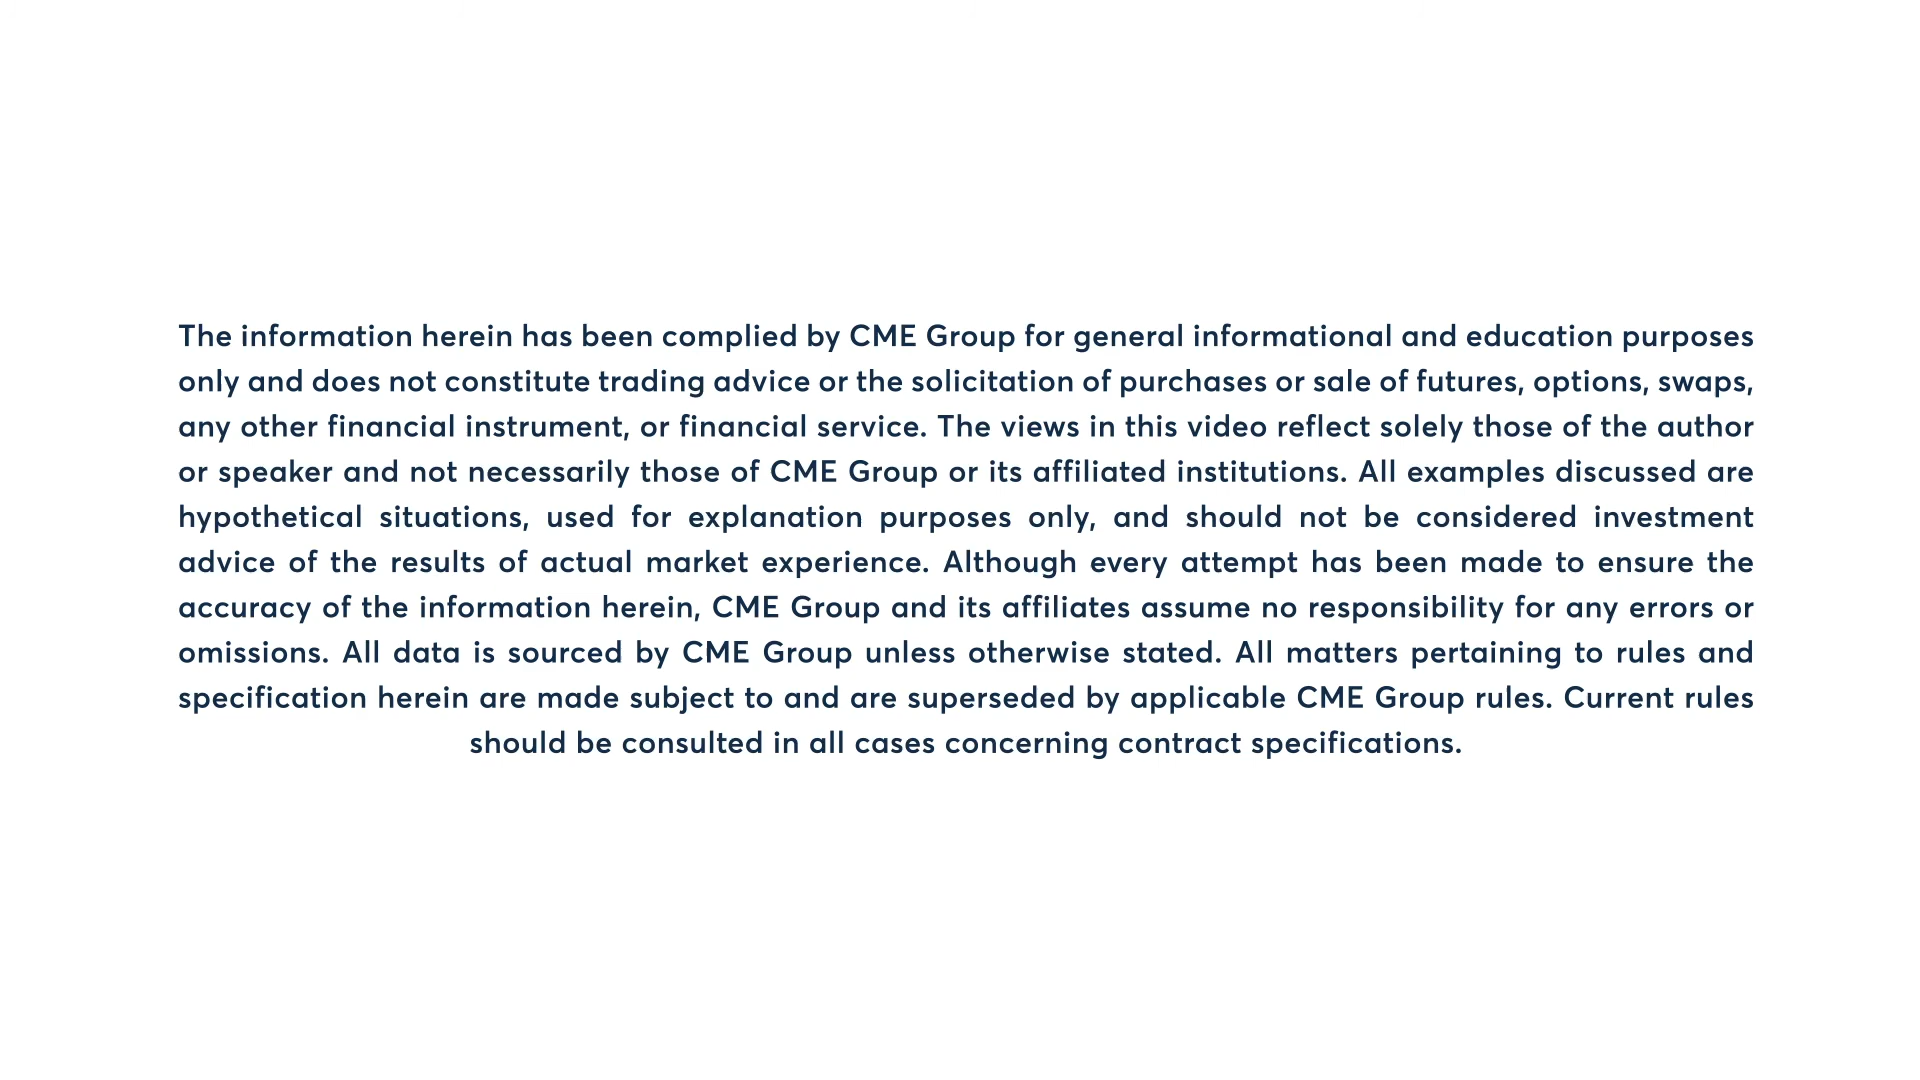 The information herein has been complied by CME Group for general informational and education purposes
only and does not constitute trading advice or the solicitation of purchases or sale of futures, options, swaps,
any other financial instrument, or financial service. The views in this video reflect solely those of the author
or speaker and not necessarily those of CME Group or its affiliated institutions. All examples discussed are
hypothetical situations, used for explanation purposes only, and should not be considered investment
advice of the results of actual market experience. Although every attempt has been made to ensure the
accuracy of the information herein, CME Group and its affiliates assume no responsibility for any errors or
omissions. All data is sourced by CME Group unless otherwise stated. All matters pertaining to rules and
specification herein are made subject to and are superseded by applicable CME Group rules. Current rules
should be consulted in all cases concerning contract specifications.